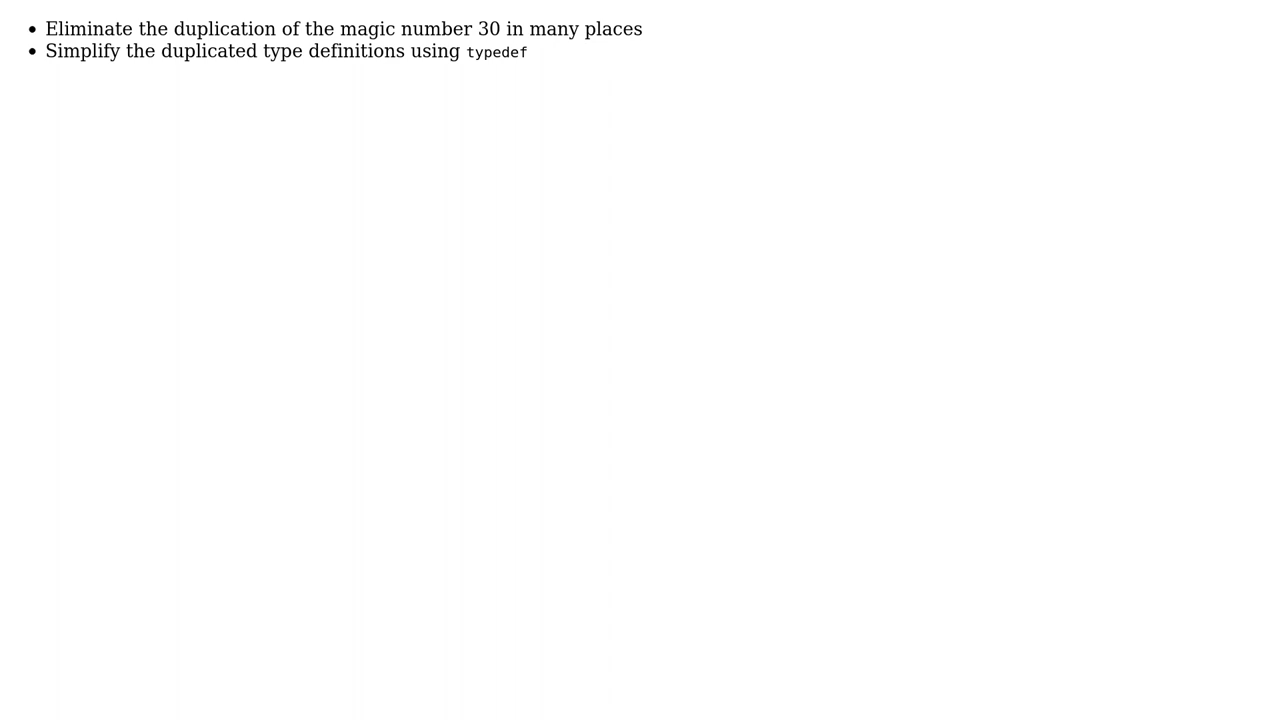 • Eliminate the duplication of the magic number 30 in many places
• Simplify the duplicated type definitions using typedef